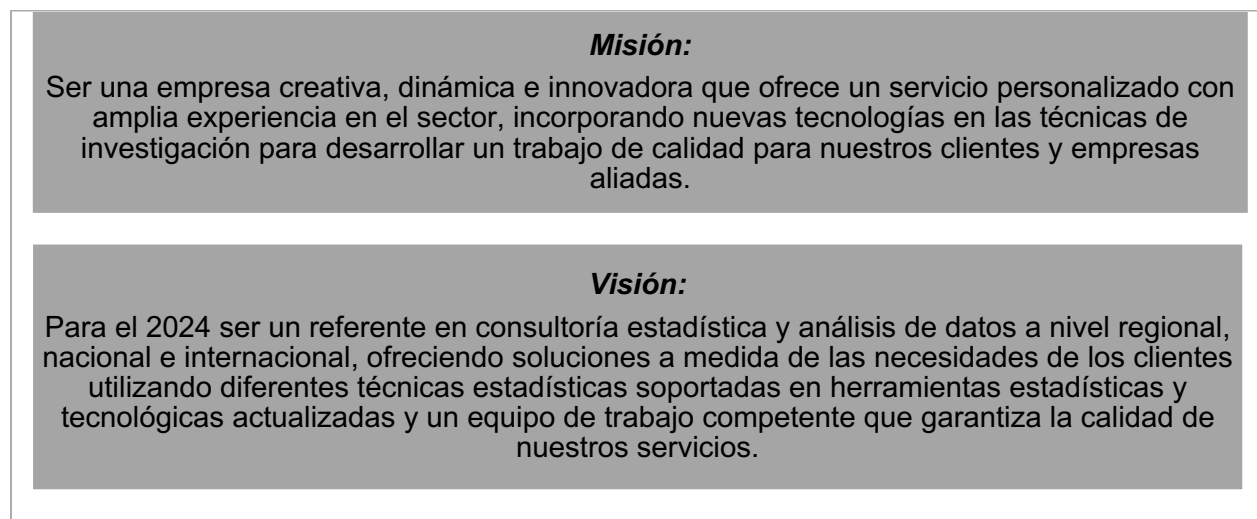 Misión:
Ser una empresa creativa, dinámica e innovadora que ofrece un servicio personalizado con
amplia experiencia en el sector, incorporando nuevas tecnologías en las técnicas de
investigación para desarrollar un trabajo de calidad para nuestros clientes y empresas
aliadas.
Visión:
Para el 2024 ser un referente en consultoría estadística y análisis de datos a nivel regional,
nacional e internacional, ofreciendo soluciones a medida de las necesidades de los clientes
utilizando diferentes técnicas estadísticas soportadas en herramientas estadísticas y
tecnológicas actualizadas y un equipo de trabajo competente que garantiza la calidad de
nuestros servicios.